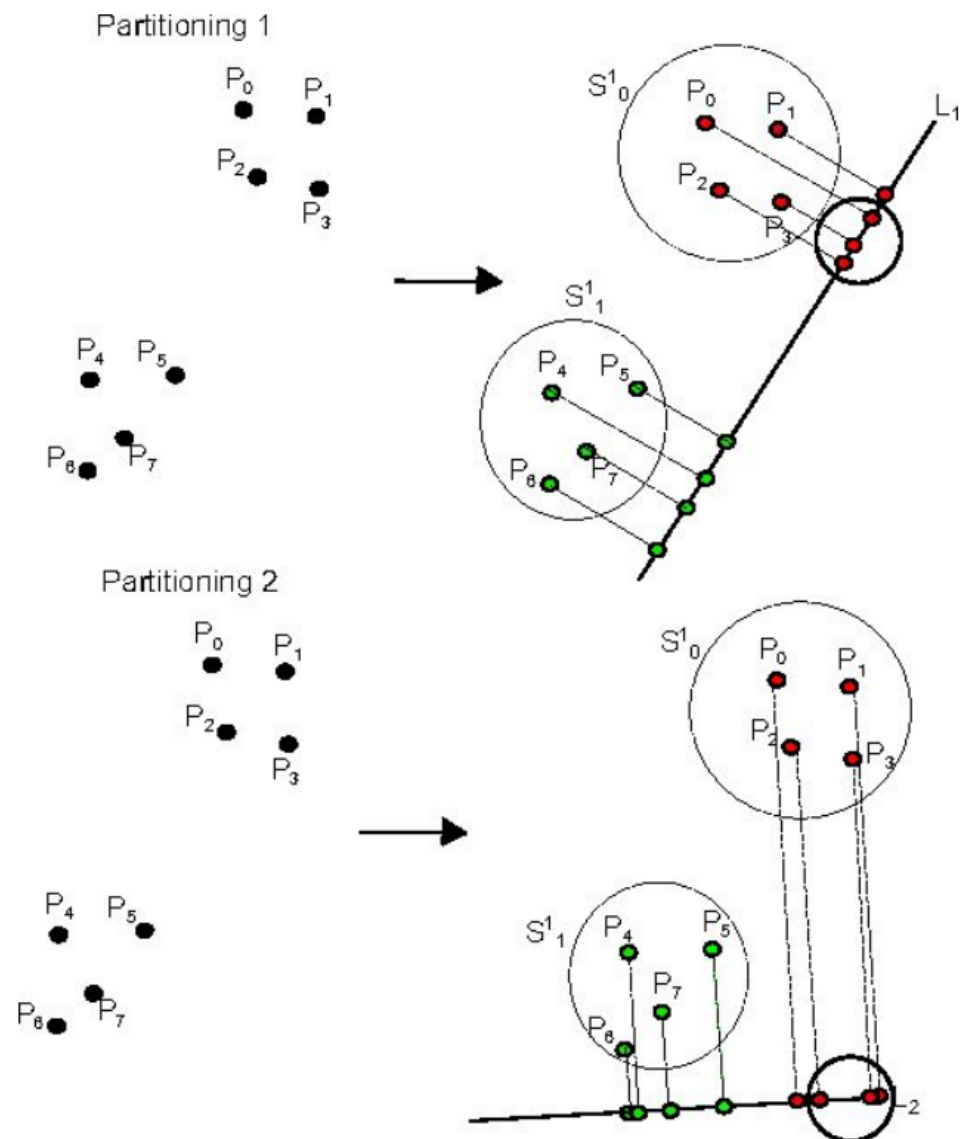 Partitioning 1
P₀ P₁
P₂
P₃
P₄ P₅
P₆ P₇
S¹₀
P₀ P₁
P₂
P₃
L₁
S¹₁
P₄ P₅
P₆ P₇
Partitioning 2
P₀ P₁
P₂
P₃
P₄ P₅
P₆ P₇
S¹₀
P₀ P₁
P₂ P₃
S¹₁
P₄ P₅
P₇
P₆